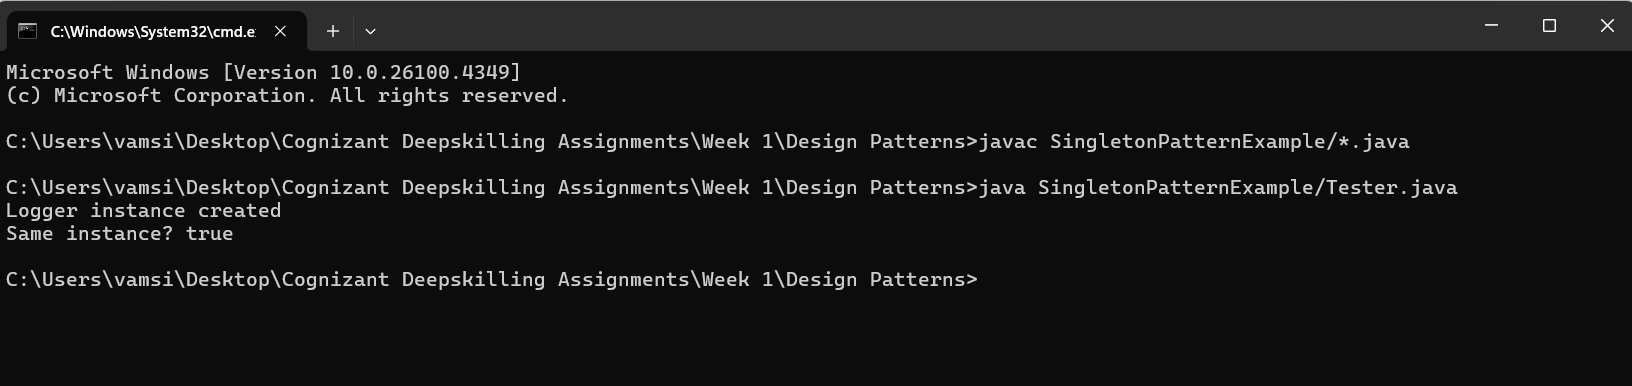 C:\Windows\System32\cmd.e
Microsoft Windows [Version 10.0.26100.4349]
(c) Microsoft Corporation. All rights reserved.
C:\Users\vamsi\Desktop\Cognizant Deepskilling Assignments\Week 1\Design Patterns>javac SingletonPatternExample/*.java
C:\Users\vamsi\Desktop\Cognizant Deepskilling Assignments\Week 1\Design Patterns>java SingletonPatternExample/Tester.java
Logger instance created
Same instance? true
C:\Users\vamsi\Desktop\Cognizant Deepskilling Assignments\Week 1\Design Patterns>